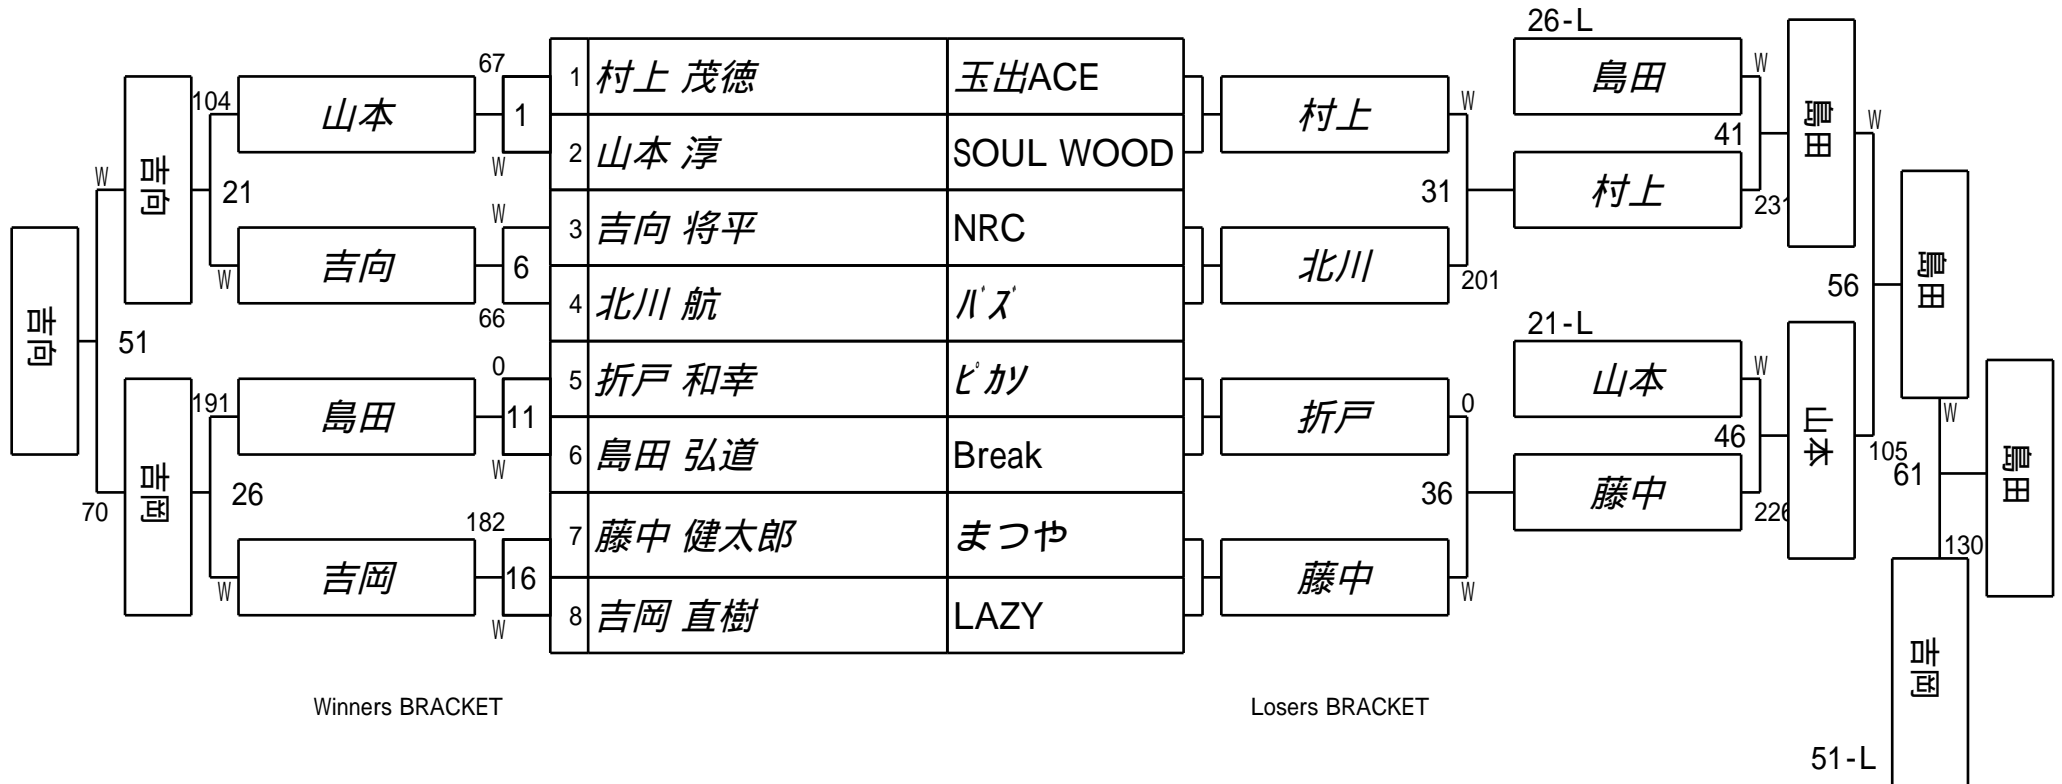 26-L
67
1 村上 茂徳 玉出ACE
島田
W
104
山本
1
村上
W
島田
41
W
2 山本 淳 SOUL WOOD
W
W
吉向
21
31
村上
231
島田
W
3 吉向 将平 NRC
吉向
W
6
北川
201
56
4 北川 航 バズ
66
吉向
51
21-L
0
5 折戸 和幸 ピカソ
山本
W
191
島田
11
折戸
0
山本
W
島田
46
105
6 島田 弘道 Break
W
61
吉岡
26
36
藤中
226
70
182
7 藤中 健太郎 まつや
130
吉岡
W
16
藤中
W
8 吉岡 直樹 LAZY
W
吉岡
Winners BRACKET
Losers BRACKET
51-L